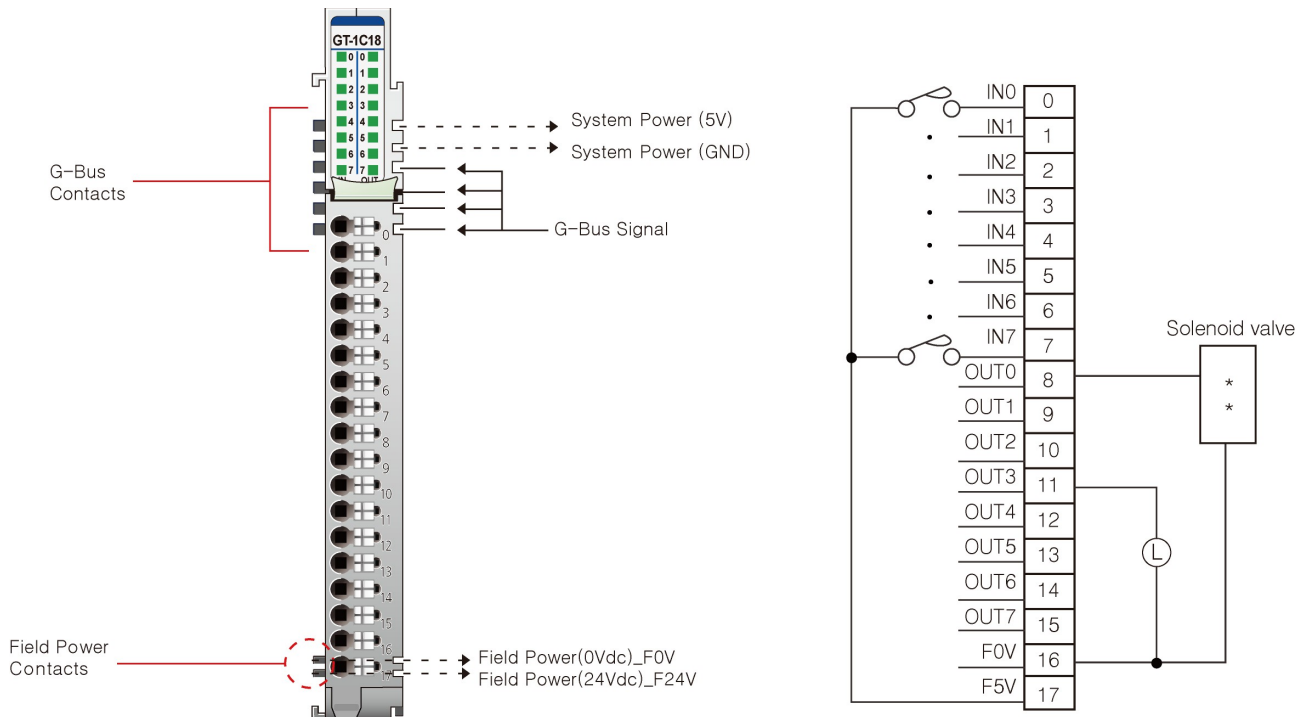 GT-1C18
0 0
1 1
2 2
3 3
4 4
5 5
6 6
7 7
G-Bus
Contacts
System Power (5V)
System Power (GND)
G-Bus Signal
0
1
2
3
4
5
6
7
8
9
10
11
12
13
14
15
16
17
Field Power
Contacts
Field Power(0Vdc)_F0V
Field Power(24Vdc)_F24V
IN0 0
IN1 1
IN2 2
IN3 3
IN4 4
IN5 5
IN6 6
IN7 7
OUT0 8
OUT1 9
OUT2 10
OUT3 11
OUT4 12
OUT5 13
OUT6 14
OUT7 15
F0V 16
F5V 17
Solenoid valve
*
*
L